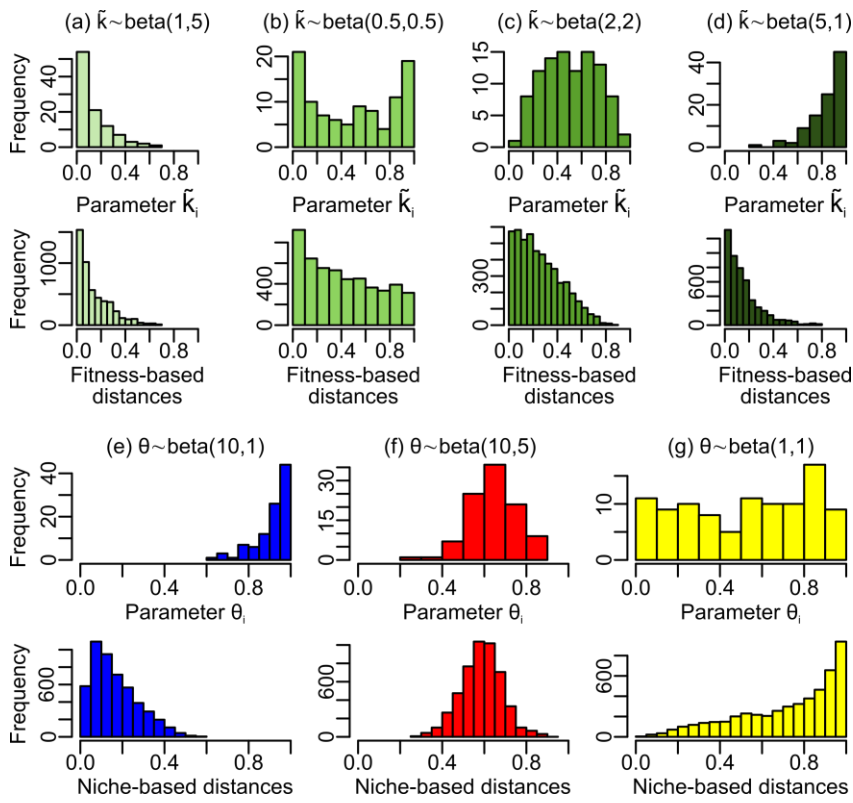 (a) k̃~beta(1,5) (b) k̃~beta(0.5,0.5) (c) k̃~beta(2,2) (d) k̃~beta(5,1)
Frequency
0 20 40
0 5 10 20
0 5 10 15
0 20 40
0.0 0.4 0.8 0.0 0.4 0.8 0.0 0.4 0.8 0.0 0.4 0.8
Parameter k̃i Parameter k̃i Parameter k̃i Parameter k̃i
Frequency
0 1000
0 400
0 300
0 600
0.0 0.4 0.8 0.0 0.4 0.8 0.0 0.4 0.8 0.0 0.4 0.8
Fitness-based Fitness-based Fitness-based Fitness-based
distances distances distances distances
(e) θ~beta(10,1) (f) θ~beta(10,5) (g) θ~beta(1,1)
Frequency
0 20 40
0 15 30
0 5 10
0.0 0.4 0.8 0.0 0.4 0.8 0.0 0.4 0.8
Parameter θi Parameter θi Parameter θi
Frequency
0 600
0 600
0 600
0.0 0.4 0.8 0.0 0.4 0.8 0.0 0.4 0.8
Niche-based distances Niche-based distances Niche-based distances